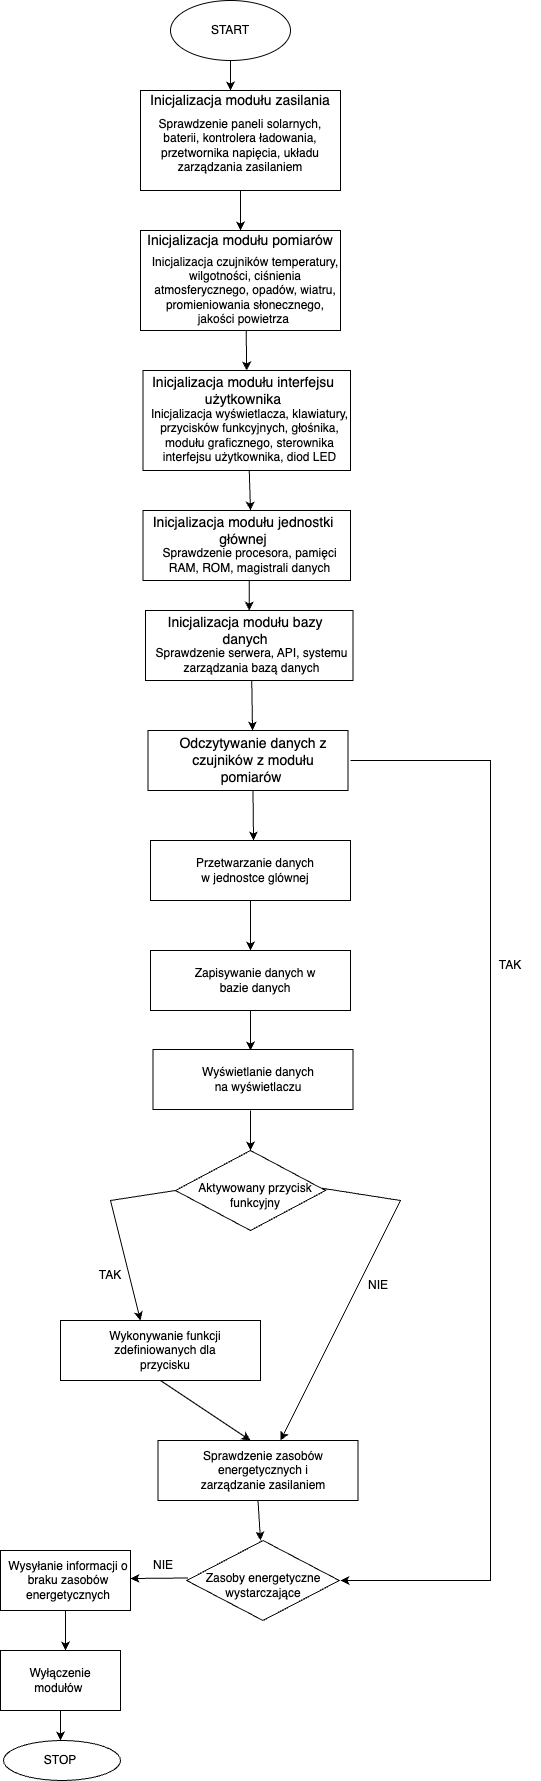 START
Inicjalizacja modułu zasilania
Sprawdzenie paneli solarnych,
baterii, kontrolera ładowania,
przetwornika napięcia, układu
zarządzania zasilaniem
Inicjalizacja modułu pomiarów
Inicjalizacja czujników temperatury,
wilgotności, ciśnienia
atmosferycznego, opadów, wiatru,
promieniowania słonecznego,
jakości powietrza
Inicjalizacja modułu interfejsu
użytkownika
Inicjalizacja wyświetlacza, klawiatury,
przycisków funkcyjnych, głośnika,
modułu graficznego, sterownika
interfejsu użytkownika, diod LED
Inicjalizacja modułu jednostki
głównej
Sprawdzenie procesora, pamięci
RAM, ROM, magistrali danych
Inicjalizacja modułu bazy
danych
Sprawdzenie serwera, API, systemu
zarządzania bazą danych
Odczytywanie danych z
czujników z modułu
pomiarów
Przetwarzanie danych
w jednostce glównej
TAK
Zapisywanie danych w
bazie danych
Wyświetlanie danych
na wyświetlaczu
Aktywowany przycisk
funkcyjny
TAK
NIE
Wykonywanie funkcji
zdefiniowanych dla
przycisku
Sprawdzenie zasobów
energetycznych i
zarządzanie zasilaniem
Zasoby energetyczne
wystarczające
NIE
Wysyłanie informacji o
braku zasobów
energetycznych
Wyłączenie
modułów
STOP